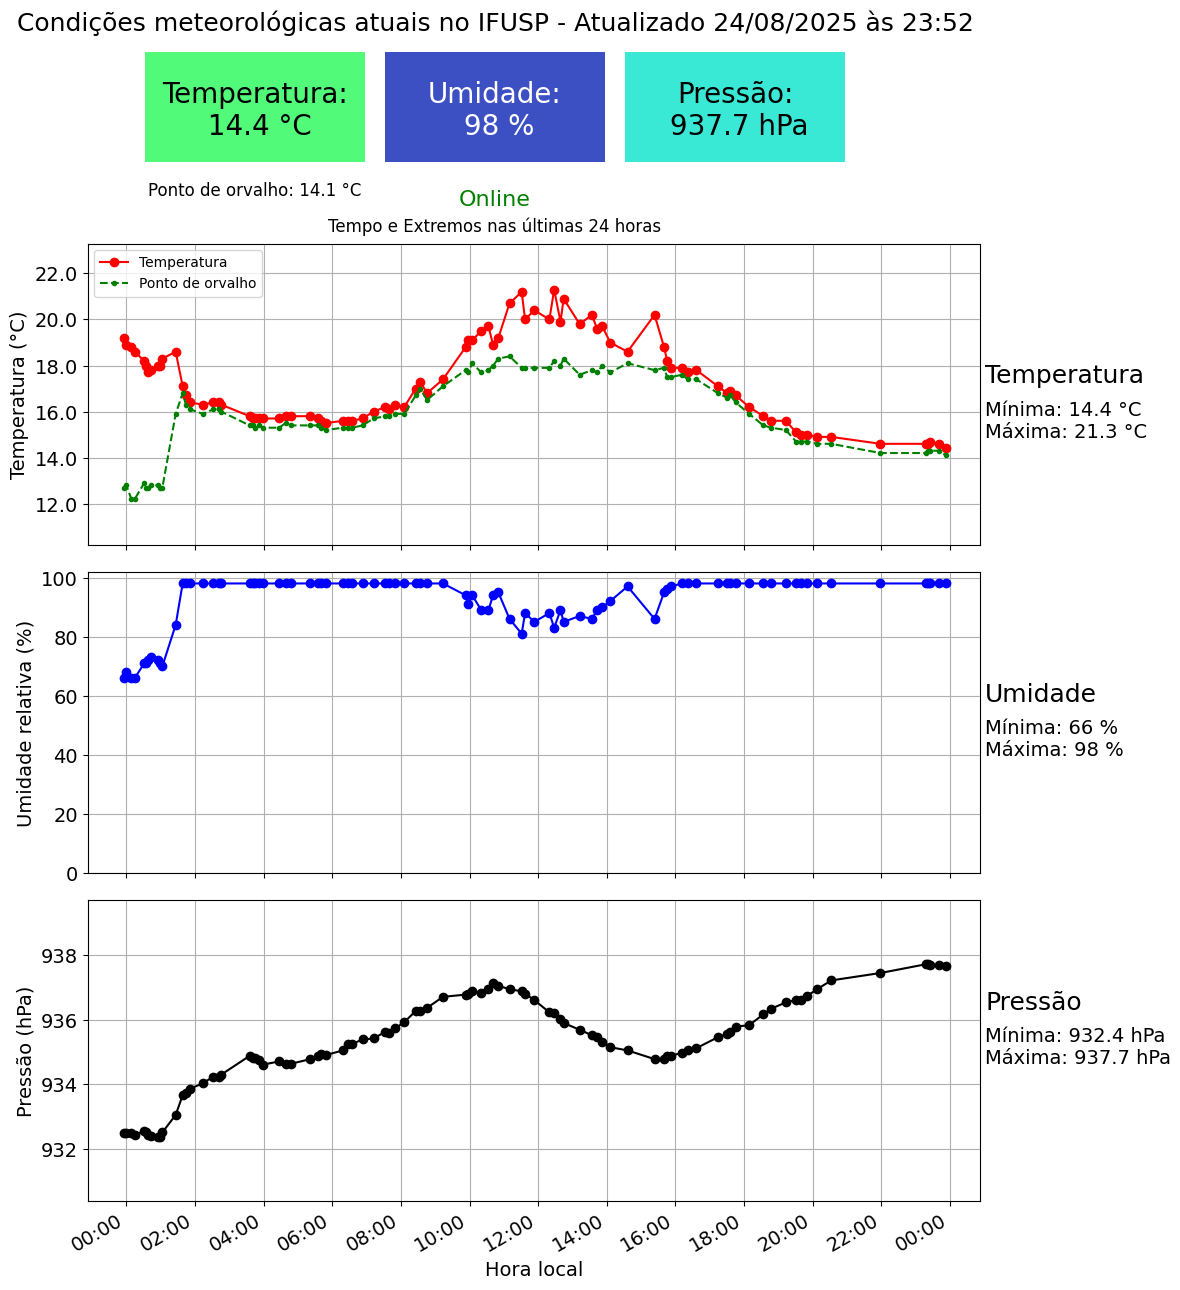 Condições meteorológicas atuais no IFUSP - Atualizado 24/08/2025 às 23:52
Temperatura:
14.4 °C
Umidade:
98 %
Pressão:
937.7 hPa
Ponto de orvalho: 14.1 °C
Online
Tempo e Extremos nas últimas 24 horas
Temperatura
Ponto de orvalho
Temperatura (°C)
22.0
20.0
18.0
16.0
14.0
12.0
Temperatura
Mínima: 14.4 °C
Máxima: 21.3 °C
Umidade relativa (%)
100
80
60
40
20
0
Umidade
Mínima: 66 %
Máxima: 98 %
Pressão (hPa)
938
936
934
932
Pressão
Mínima: 932.4 hPa
Máxima: 937.7 hPa
00:00 02:00 04:00 06:00 08:00 10:00 12:00 14:00 16:00 18:00 20:00 22:00 00:00
Hora local